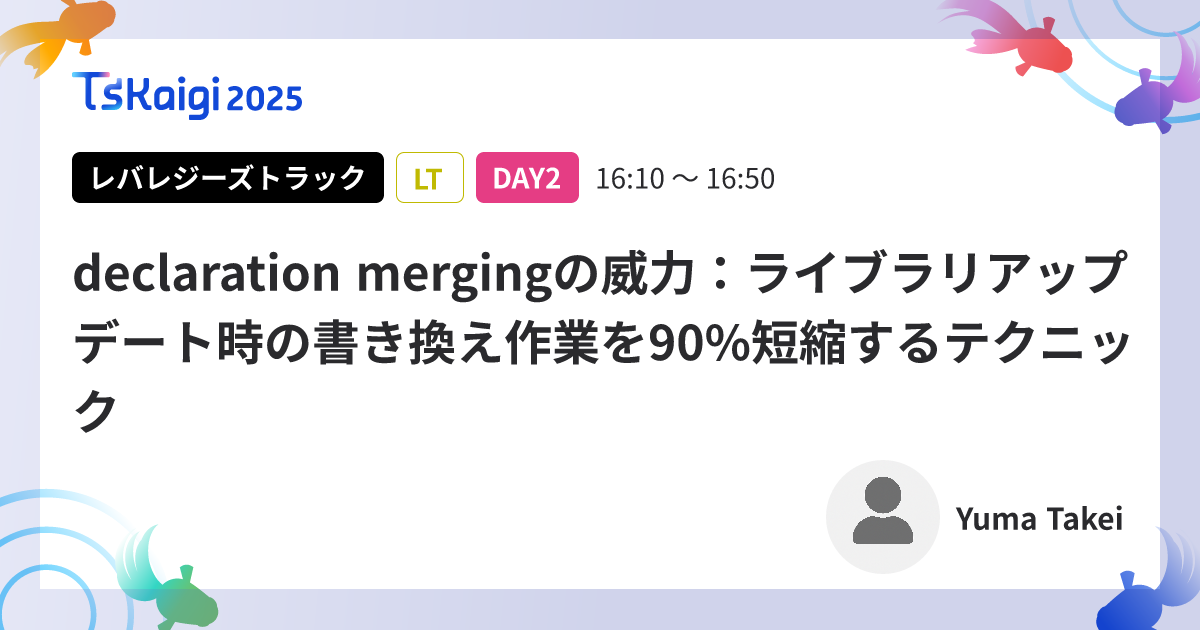 TsKaigi 2025
レバレジーズトラック LT DAY2 16:10 〜 16:50
declaration mergingの威力：ライブラリアップ
デート時の書き換え作業を90%短縮するテクニッ
ク
Yuma Takei